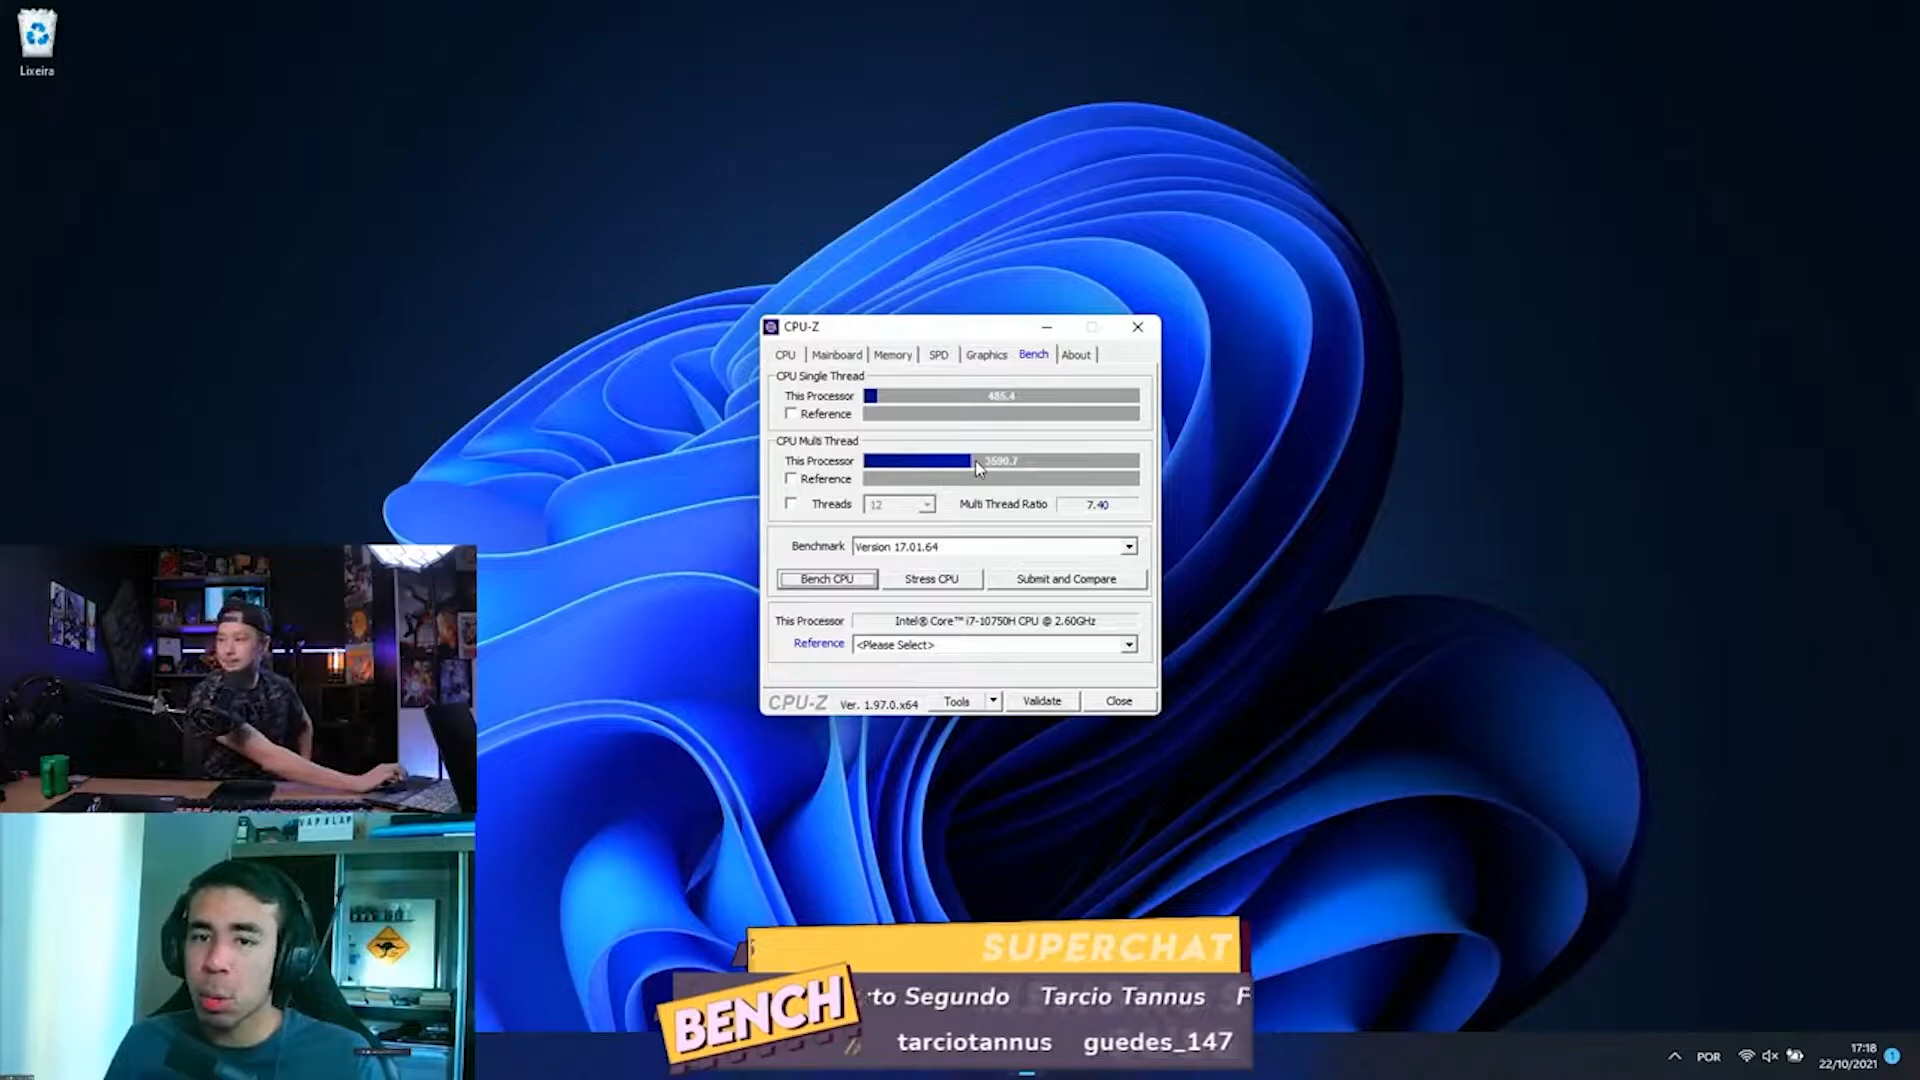 Lixeira
CPU-Z
CPU Mainboard Memory SPD Graphics Bench About
CPU Single Thread
This Processor 485.4
Reference
CPU Multi Thread
This Processor 3590.7
Reference
Threads 12 Multi Thread Ratio 7.40
Benchmark Version 17.01.64
Bench CPU Stress CPU Submit and Compare
This Processor Intel® Core™ i7-10750H CPU @ 2.60GHz
Reference <Please Select>
CPU-Z Ver. 1.97.0.x64 Tools Validate Close
VAPALAP
SUPERCHAT
BENCH
rto Segundo Tarcio Tannus F
tarciotannus guedes_147
POR
17:18
22/10/2021
1